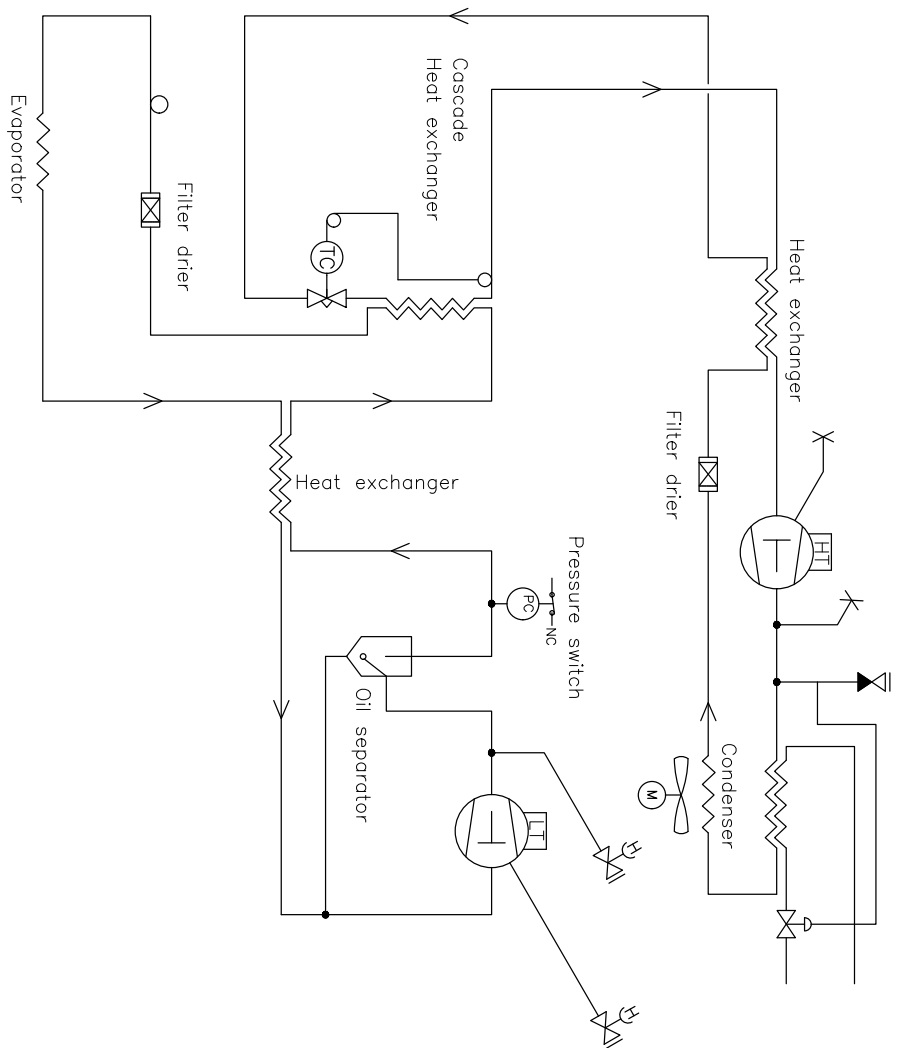 Cascade
Heat exchanger
Evaporator
Filter drier
TC
Heat exchanger
Filter drier
HT
Heat exchanger
Pressure switch
PC
NC
Oil separator
Condenser
M
LT